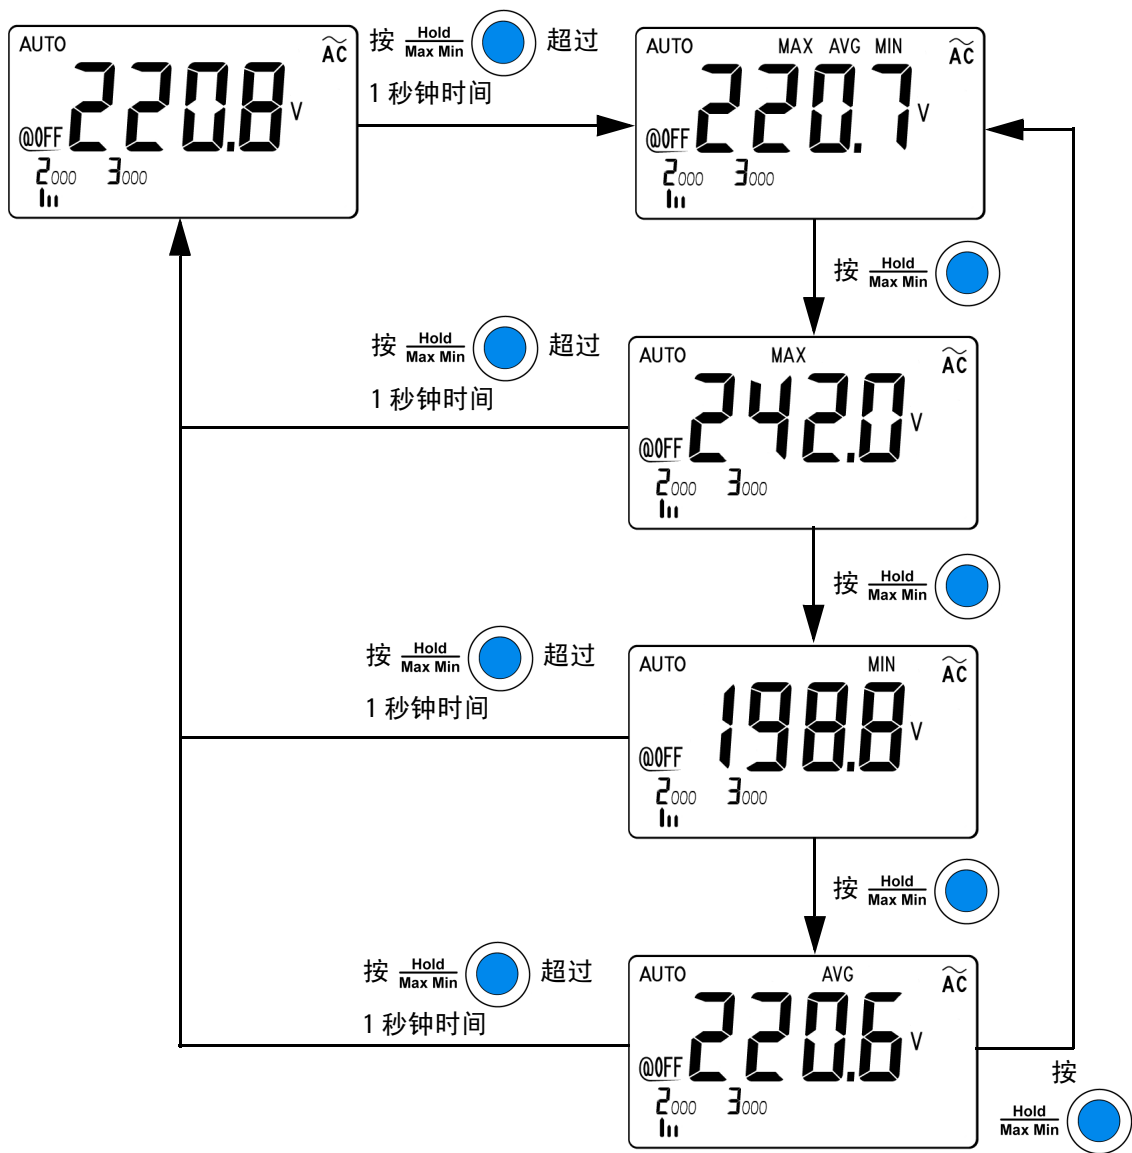 AUTO AC
220.8 V
@OFF
2000 3000
按 Hold Max Min 超过
1 秒钟时间
AUTO MAX AVG MIN AC
220.7 V
@OFF
2000 3000
按 Hold Max Min
按 Hold Max Min 超过
1 秒钟时间
AUTO MAX AC
242.0 V
@OFF
2000 3000
按 Hold Max Min
按 Hold Max Min 超过
1 秒钟时间
AUTO MIN AC
198.8 V
@OFF
2000 3000
按 Hold Max Min
按 Hold Max Min 超过
1 秒钟时间
AUTO AVG AC
220.6 V
@OFF
2000 3000
按
Hold
Max Min